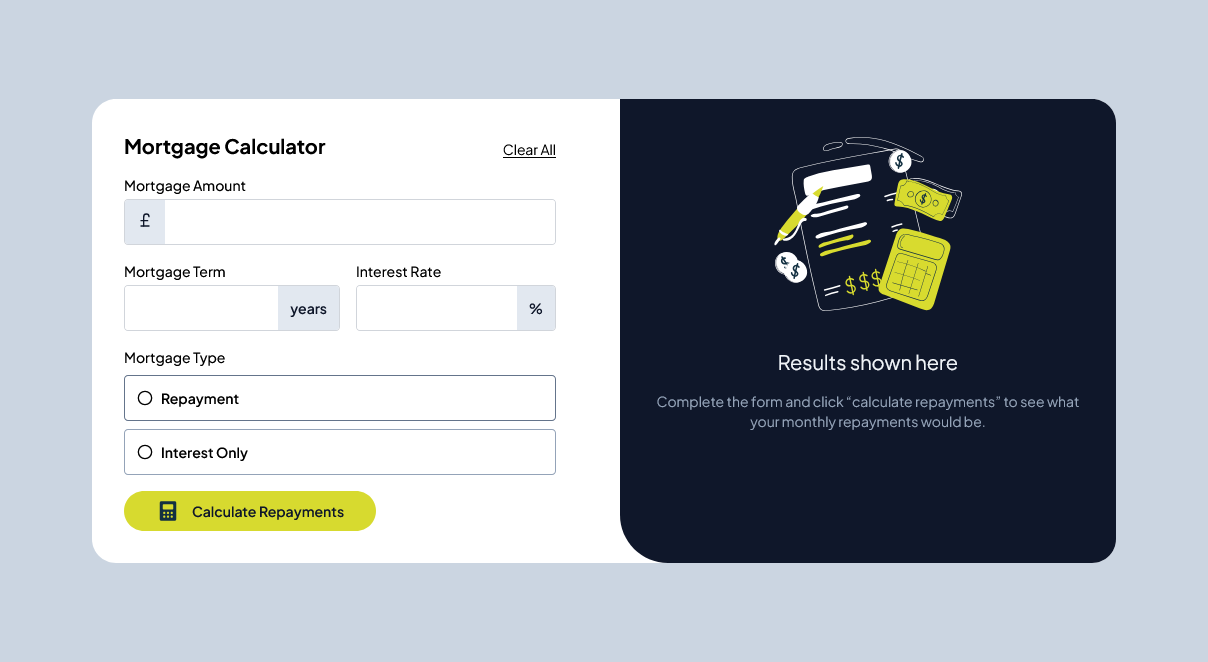 Mortgage Calculator
Clear All
Mortgage Amount
£
Mortgage Term
Interest Rate
years
%
Mortgage Type
Repayment
Interest Only
Calculate Repayments
$
$
$
$
$$$
Results shown here
Complete the form and click “calculate repayments” to see what
your monthly repayments would be.